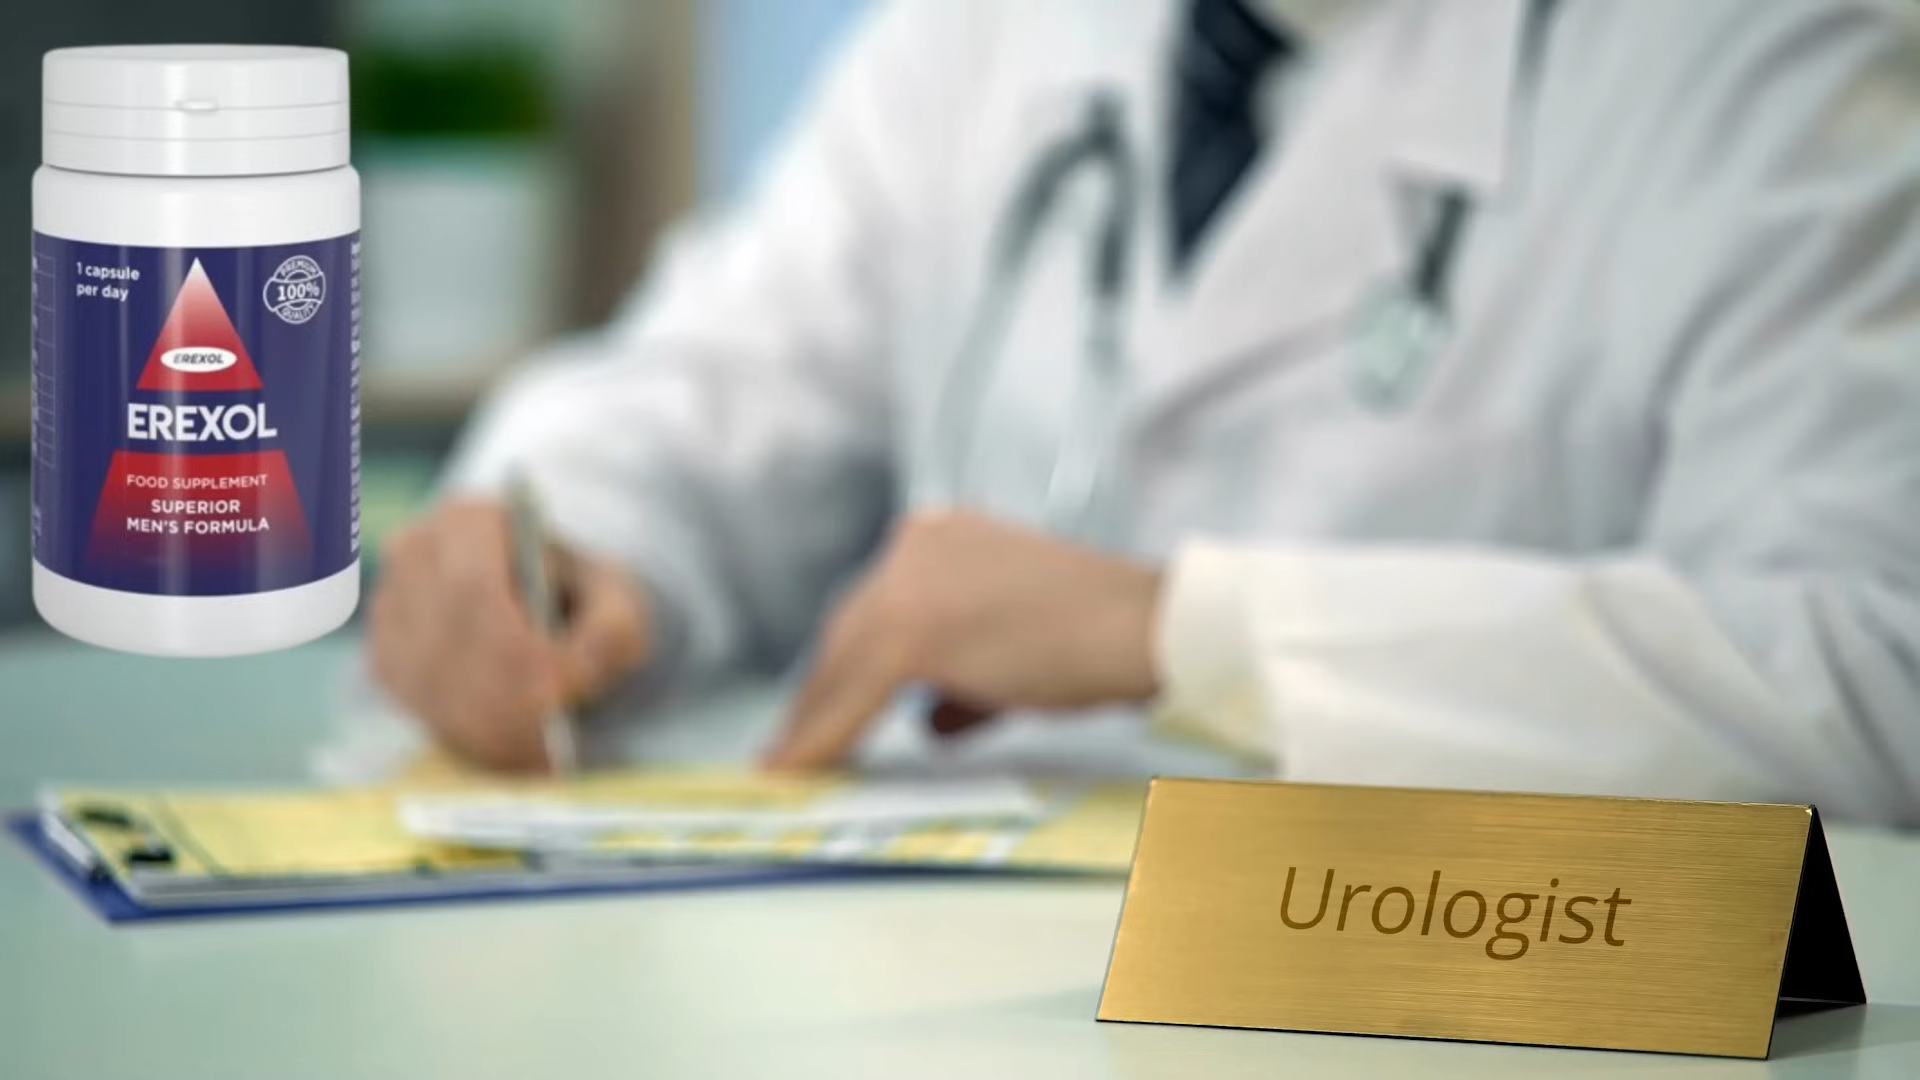 1 capsule
per day
PREMIUM
100%
QUALITY
EREXOL
EREXOL
FOOD SUPPLEMENT
SUPERIOR
MEN'S FORMULA
Urologist